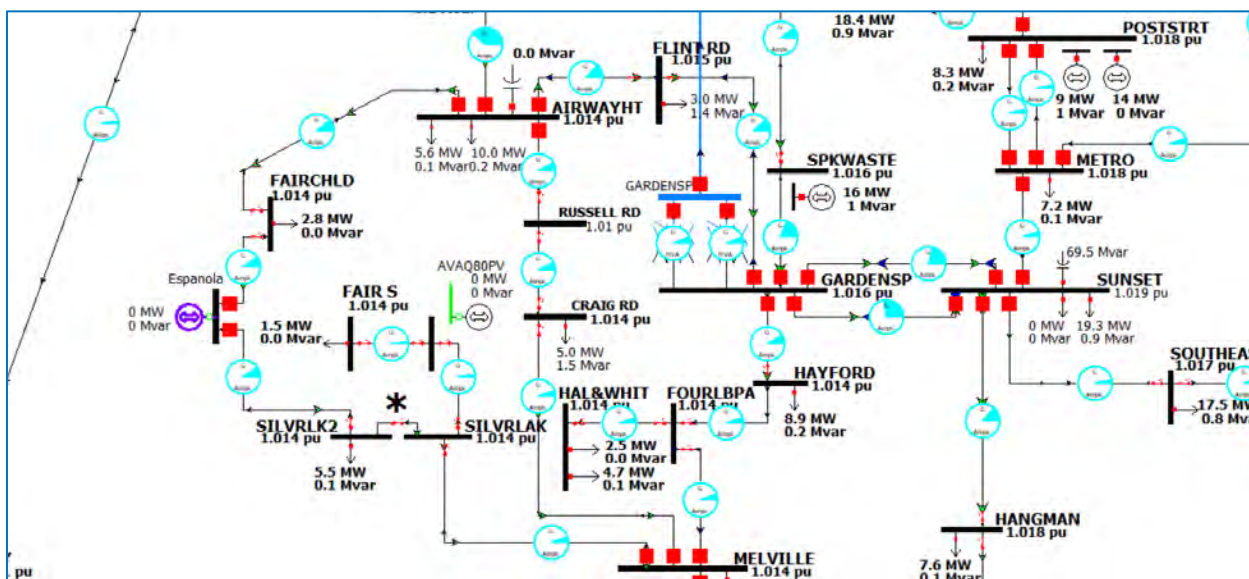 0.0 Mvar
18.4 MW
0.9 Mvar
POSTSTRT
1.018 pu
FLINT RD
1.015 pu
8.3 MW
0.2 Mvar
9 MW
1 Mvar
14 MW
0 Mvar
3.0 MW
1.4 Mvar
AIRWAYHT
1.014 pu
5.6 MW
0.1 Mvar
10.0 MW
0.2 Mvar
SPKWASTE
1.016 pu
METRO
1.018 pu
FAIRCHLD
1.014 pu
GARDENSP
16 MW
1 Mvar
7.2 MW
0.1 Mvar
2.8 MW
0.0 Mvar
RUSSELL RD
1.01 pu
69.5 Mvar
Espanola
AVAQ80PV
0 MW
0 Mvar
FAIR S
1.014 pu
GARDENSP
1.016 pu
SUNSET
1.019 pu
0 MW
0 Mvar
1.5 MW
0.0 Mvar
CRAIG RD
1.014 pu
5.0 MW
1.5 Mvar
0 MW
0 Mvar
19.3 MW
0.9 Mvar
SOUTHEAS
1.017 pu
HAYFORD
1.014 pu
HAL&WHIT
1.014 pu
FOURLBPA
1.014 pu
8.9 MW
0.2 Mvar
17.5 MW
0.8 Mva
*
SILVRLK2
1.014 pu
SILVRLAK
1.014 pu
2.5 MW
0.0 Mvar
4.7 MW
0.1 Mvar
5.5 MW
0.1 Mvar
HANGMAN
1.018 pu
MELVILLE
1.014 pu
7.6 MW
0.1 Mvar
pu